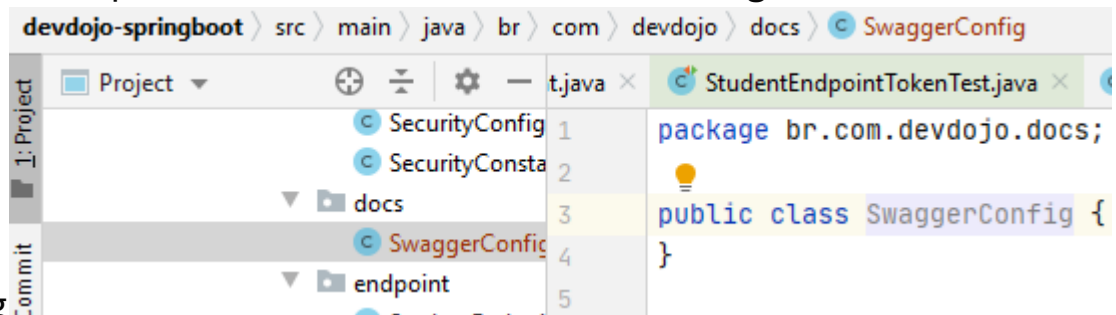 devdojo-springboot › src › main › java › br › com › devdojo › docs › SwaggerConfig
Project t.java × StudentEndpointTokenTest.java ×
1: Project
Commit
SecurityConfig
SecurityConsta
docs
SwaggerConfig
endpoint
1 package br.com.devdojo.docs;
2
3 public class SwaggerConfig {
4 }
5